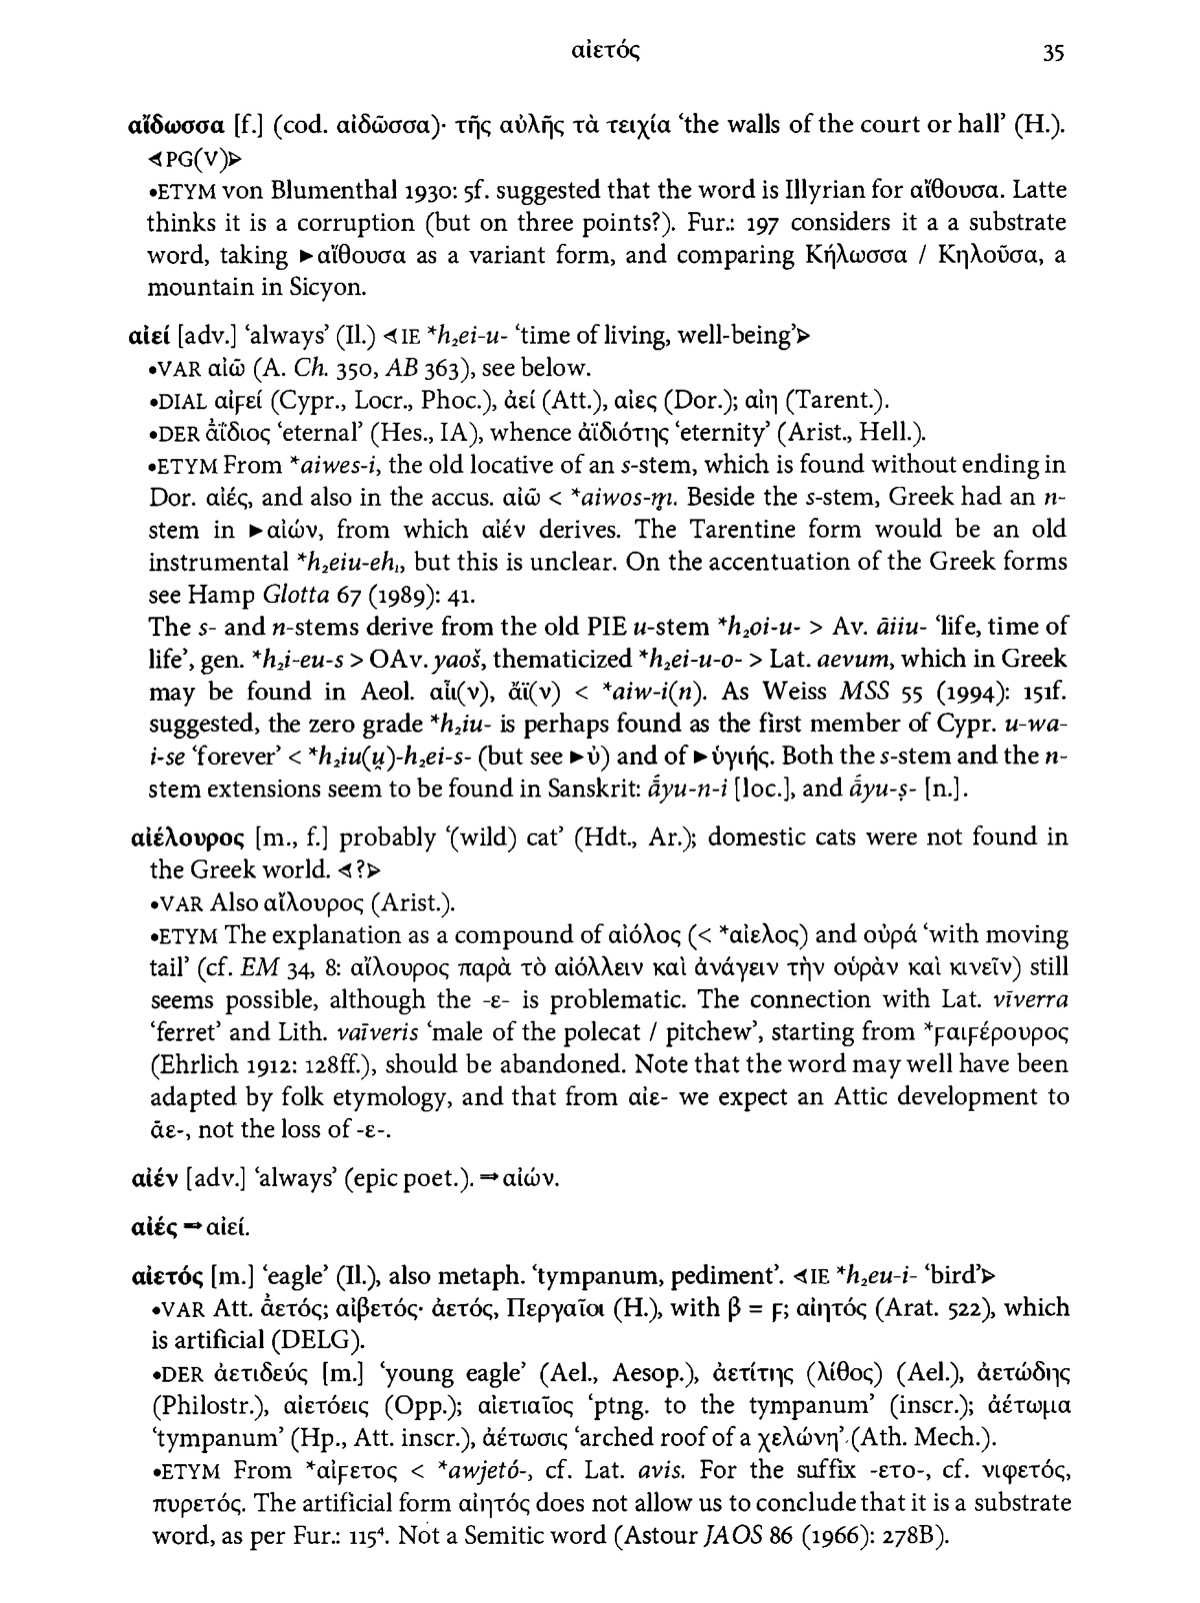 αἰετός 35
αἴδωσσα [f.] (cod. αἰδῶσσα)· τῆς αὐλῆς τὰ τειχία ‘the walls of the court or hall’ (H.).
⊲PG(V)⊳
•ETYM von Blumenthal 1930: 5f. suggested that the word is Illyrian for αἴθουσα. Latte
thinks it is a corruption (but on three points?). Fur.: 197 considers it a a substrate
word, taking ►αἴθουσα as a variant form, and comparing Κήλωσσα / Κηλοῦσα, a
mountain in Sicyon.
αἰεί [adv.] ‘always’ (Il.) ⊲IE *h₂ei-u- ‘time of living, well-being’⊳
•VAR αἰῶ (A. Ch. 350, AB 363), see below.
•DIAL αἰϝεί (Cypr., Locr., Phoc.), ἀεί (Att.), αἰες (Dor.); αἰη (Tarent.).
•DER ἀΐδιος ‘eternal’ (Hes., IA), whence ἀϊδιότης ‘eternity’ (Arist., Hell.).
•ETYM From *aiwes-i, the old locative of an s-stem, which is found without ending in
Dor. αἰές, and also in the accus. αἰῶ < *aiwos-m̥. Beside the s-stem, Greek had an n-
stem in ►αἰών, from which αἰέν derives. The Tarentine form would be an old
instrumental *h₂eiu-eh₁, but this is unclear. On the accentuation of the Greek forms
see Hamp Glotta 67 (1989): 41.
The s- and n-stems derive from the old PIE u-stem *h₂oi-u- > Av. āiiu- ‘life, time of
life’, gen. *h₂i-eu-s > OAv. yaoš, thematicized *h₂ei-u-o- > Lat. aevum, which in Greek
may be found in Aeol. αἶι(ν), ἄϊ(ν) < *aiw-i(n). As Weiss MSS 55 (1994): 151f.
suggested, the zero grade *h₂iu- is perhaps found as the first member of Cypr. u-wa-
i-se ‘forever’ < *h₂iu(u̯)-h₂ei-s- (but see ►ὐ) and of ►ὑγιής. Both the s-stem and the n-
stem extensions seem to be found in Sanskrit: ā́yu-n-i [loc.], and ā́yu-ṣ- [n.].
αἰέλουρος [m., f.] probably ‘(wild) cat’ (Hdt., Ar.); domestic cats were not found in
the Greek world. ⊲?⊳
•VAR Also αἴλουρος (Arist.).
•ETYM The explanation as a compound of αἰόλος (< *αἰελος) and οὐρά ‘with moving
tail’ (cf. EM 34, 8: αἴλουρος παρὰ τὸ αἰόλλειν καὶ ἀνάγειν τὴν οὐρὰν καὶ κινεῖν) still
seems possible, although the -ε- is problematic. The connection with Lat. vīverra
‘ferret’ and Lith. vaĩveris ‘male of the polecat / pitchew’, starting from *ϝαιϝέρουρος
(Ehrlich 1912: 128ff.), should be abandoned. Note that the word may well have been
adapted by folk etymology, and that from αἰε- we expect an Attic development to
ᾱε-, not the loss of -ε-.
αἰέν [adv.] ‘always’ (epic poet.). ⇒αἰών.
αἰές ⇒αἰεί.
αἰετός [m.] ‘eagle’ (Il.), also metaph. ‘tympanum, pediment’. ⊲IE *h₂eu-i- ‘bird’⊳
•VAR Att. ᾱ̓ετός; αἰβετός· ἀετός, Περγαῖοι (H.), with β = ϝ; αἰητός (Arat. 522), which
is artificial (DELG).
•DER ἀετιδεύς [m.] ‘young eagle’ (Ael., Aesop.), ἀετίτης (λίθος) (Ael.), ἀετώδης
(Philostr.), αἰετόεις (Opp.); αἰετιαῖος ‘ptng. to the tympanum’ (inscr.); ἀέτωμα
‘tympanum’ (Hp., Att. inscr.), ἀέτωσις ‘arched roof of a χελώνη’ (Ath. Mech.).
•ETYM From *αἰϝετος < *awjetó-, cf. Lat. avis. For the suffix -ετο-, cf. νιφετός,
πυρετός. The artificial form αἰητός does not allow us to conclude that it is a substrate
word, as per Fur.: 115⁴. Not a Semitic word (Astour JAOS 86 (1966): 278B).